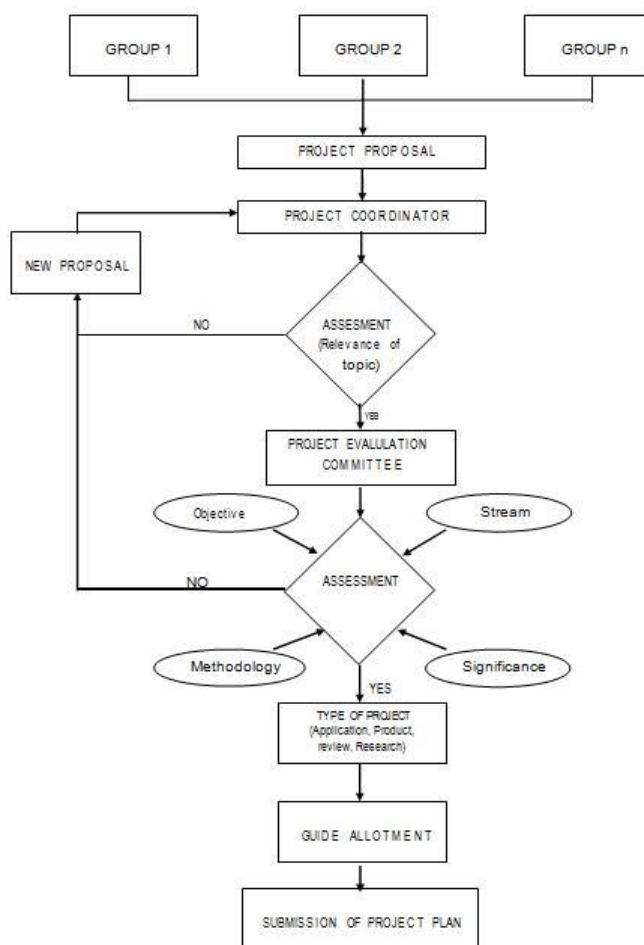 GROUP 1
GROUP 2
GROUP n
PROJECT PROPOSAL
PROJECT COORDINATOR
NEW PROPOSAL
NO
ASSESMENT
(Relevance of
topic)
YES
PROJECT EVALULATION
COMMITTEE
Objective
Stream
NO
ASSESSMENT
Methodology
Significance
YES
TYPE OF PROJECT
(Application, Product,
review, Research)
GUIDE ALLOTMENT
SUBMISSION OF PROJECT PLAN